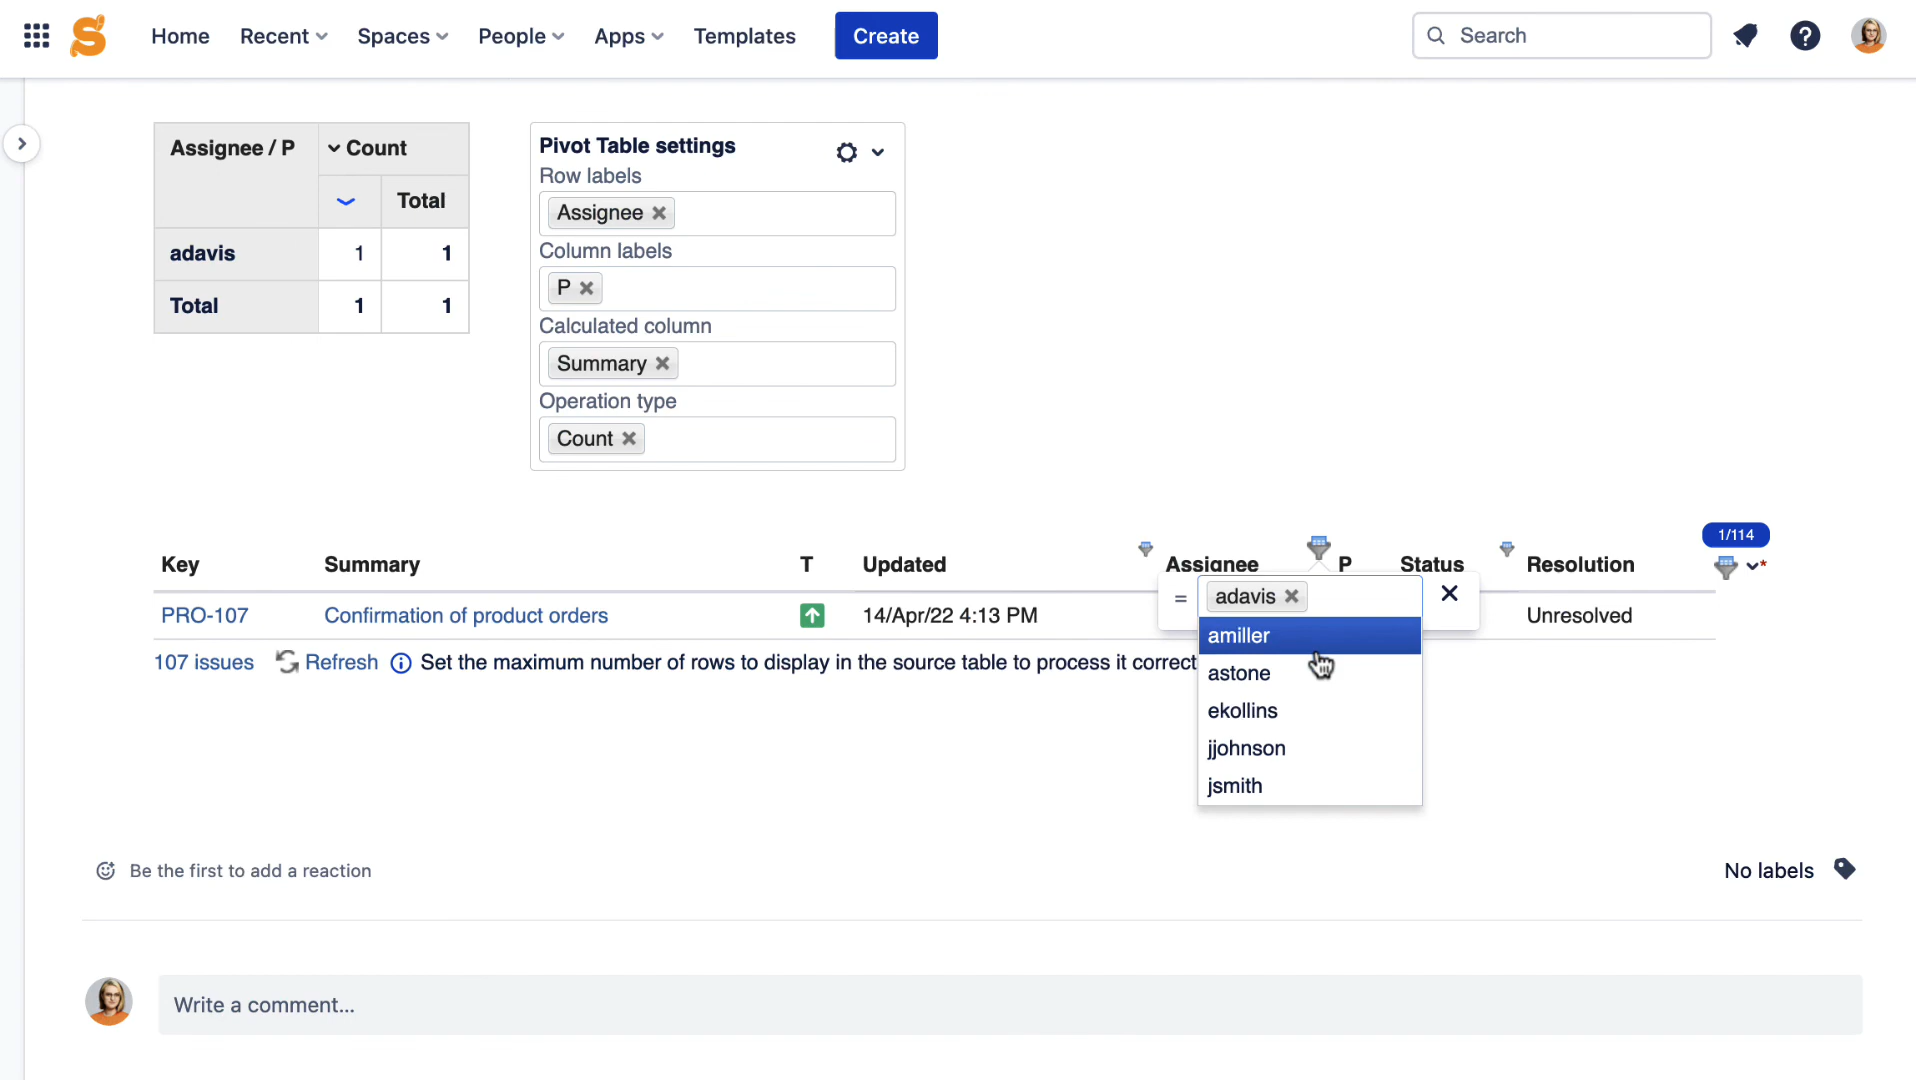 Home Recent Spaces People Apps Templates Create Search
Assignee / P Count
Total
adavis 1 1
Total 1 1
Pivot Table settings
Row labels
Assignee
Column labels
P
Calculated column
Summary
Operation type
Count
1/114
Key Summary T Updated Assignee P Status Resolution
PRO-107 Confirmation of product orders 14/Apr/22 4:13 PM = adavis Unresolved
107 issues Refresh Set the maximum number of rows to display in the source table to process it correct
amiller
astone
ekollins
jjohnson
jsmith
Be the first to add a reaction
No labels
Write a comment...